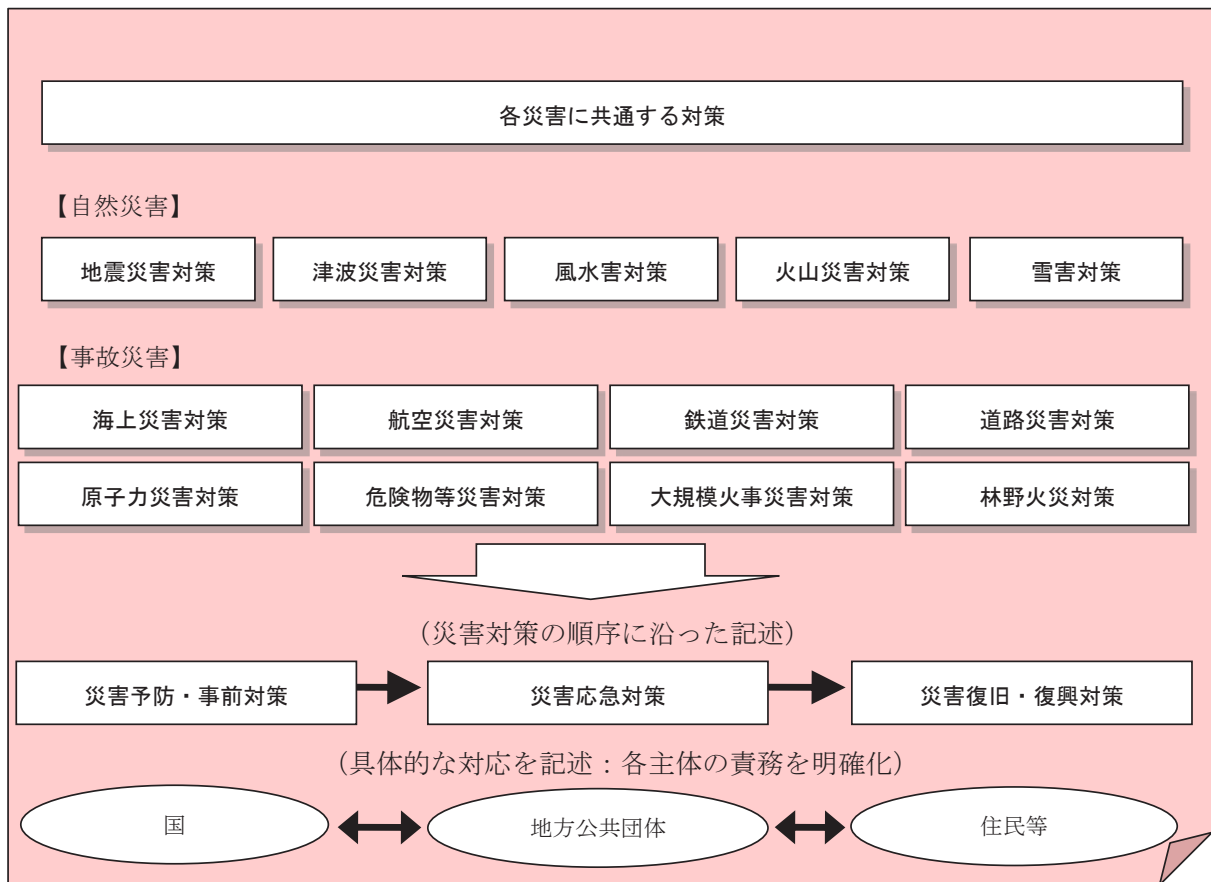 各災害に共通する対策
【自然災害】
地震災害対策
津波災害対策
風水害対策
火山災害対策
雪害対策
【事故災害】
海上災害対策
航空災害対策
鉄道災害対策
道路災害対策
原子力災害対策
危険物等災害対策
大規模火事災害対策
林野火災対策
（災害対策の順序に沿った記述）
災害予防・事前対策
災害応急対策
災害復旧・復興対策
（具体的な対応を記述：各主体の責務を明確化）
国
地方公共団体
住民等